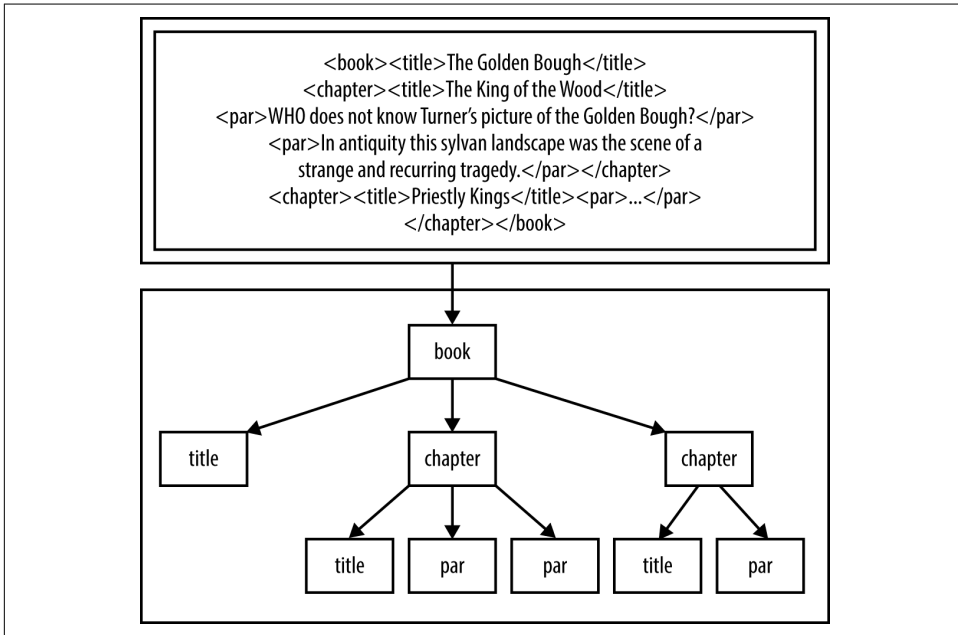 <book><title>The Golden Bough</title>
<chapter><title>The King of the Wood</title>
<par>WHO does not know Turner’s picture of the Golden Bough?</par>
<par>In antiquity this sylvan landscape was the scene of a
strange and recurring tragedy.</par></chapter>
<chapter><title>Priestly Kings</title><par>...</par>
</chapter></book>
book
title
chapter
chapter
title
par
par
title
par